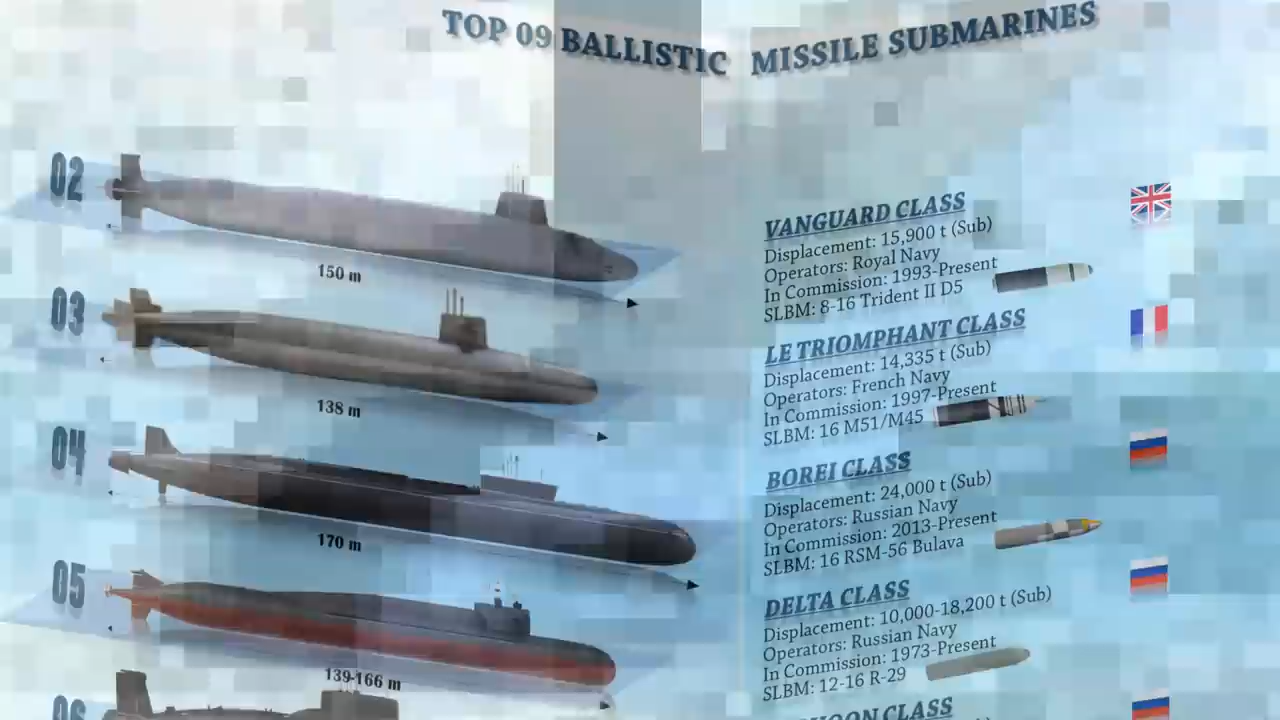 TOP 09 BALLISTIC MISSILE SUBMARINES
02
150 m
VANGUARD CLASS
Displacement: 15,900 t (Sub)
Operators: Royal Navy
In Commission: 1993-Present
SLBM: 8-16 Trident II D5
03
138 m
LE TRIOMPHANT CLASS
Displacement: 14,335 t (Sub)
Operators: French Navy
In Commission: 1997-Present
SLBM: 16 M51/M45
04
170 m
BOREI CLASS
Displacement: 24,000 t (Sub)
Operators: Russian Navy
In Commission: 2013-Present
SLBM: 16 RSM-56 Bulava
05
139-166 m
DELTA CLASS
Displacement: 10,000-18,200 t (Sub)
Operators: Russian Navy
In Commission: 1973-Present
SLBM: 12-16 R-29
06
CLASS